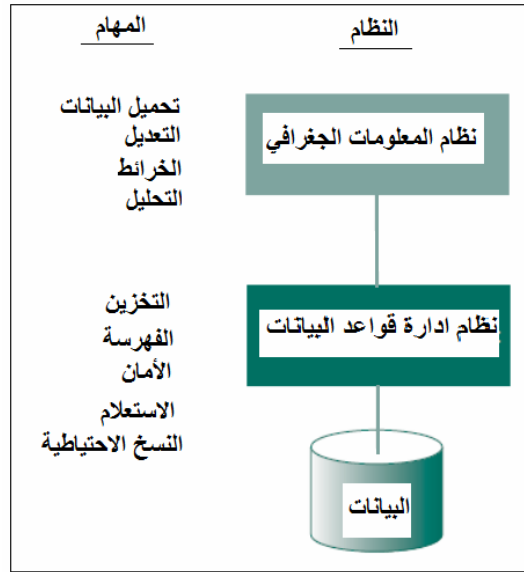 النظام
المهام
نظام المعلومات الجغرافي
تحميل البيانات
التعديل
الخرائط
التحليل
نظام ادارة قواعد البيانات
التخزين
الفهرسة
الأمان
الاستعلام
النسخ الاحتياطية
البيانات